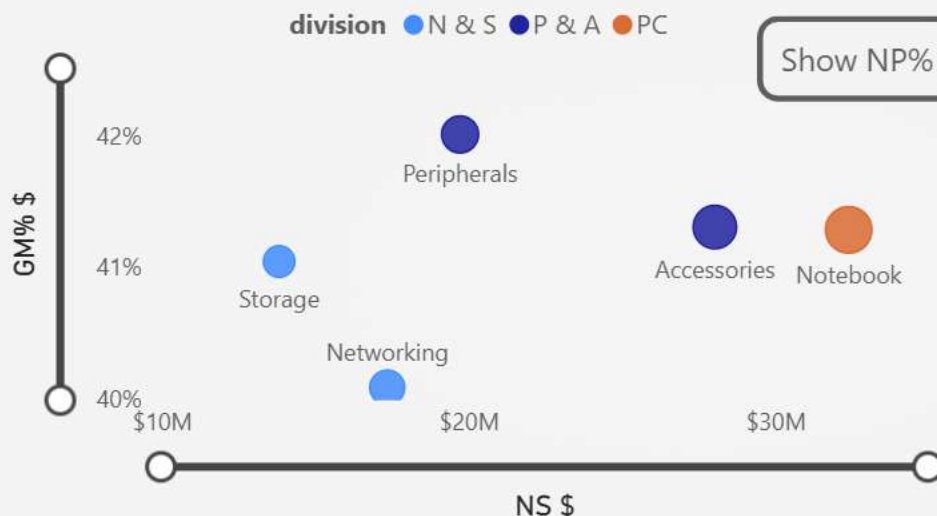 division N & S P & A PC
Show NP%
42%
Peripherals
GM% $
41%
Accessories
Notebook
Storage
Networking
40%
$10M $20M $30M
NS $